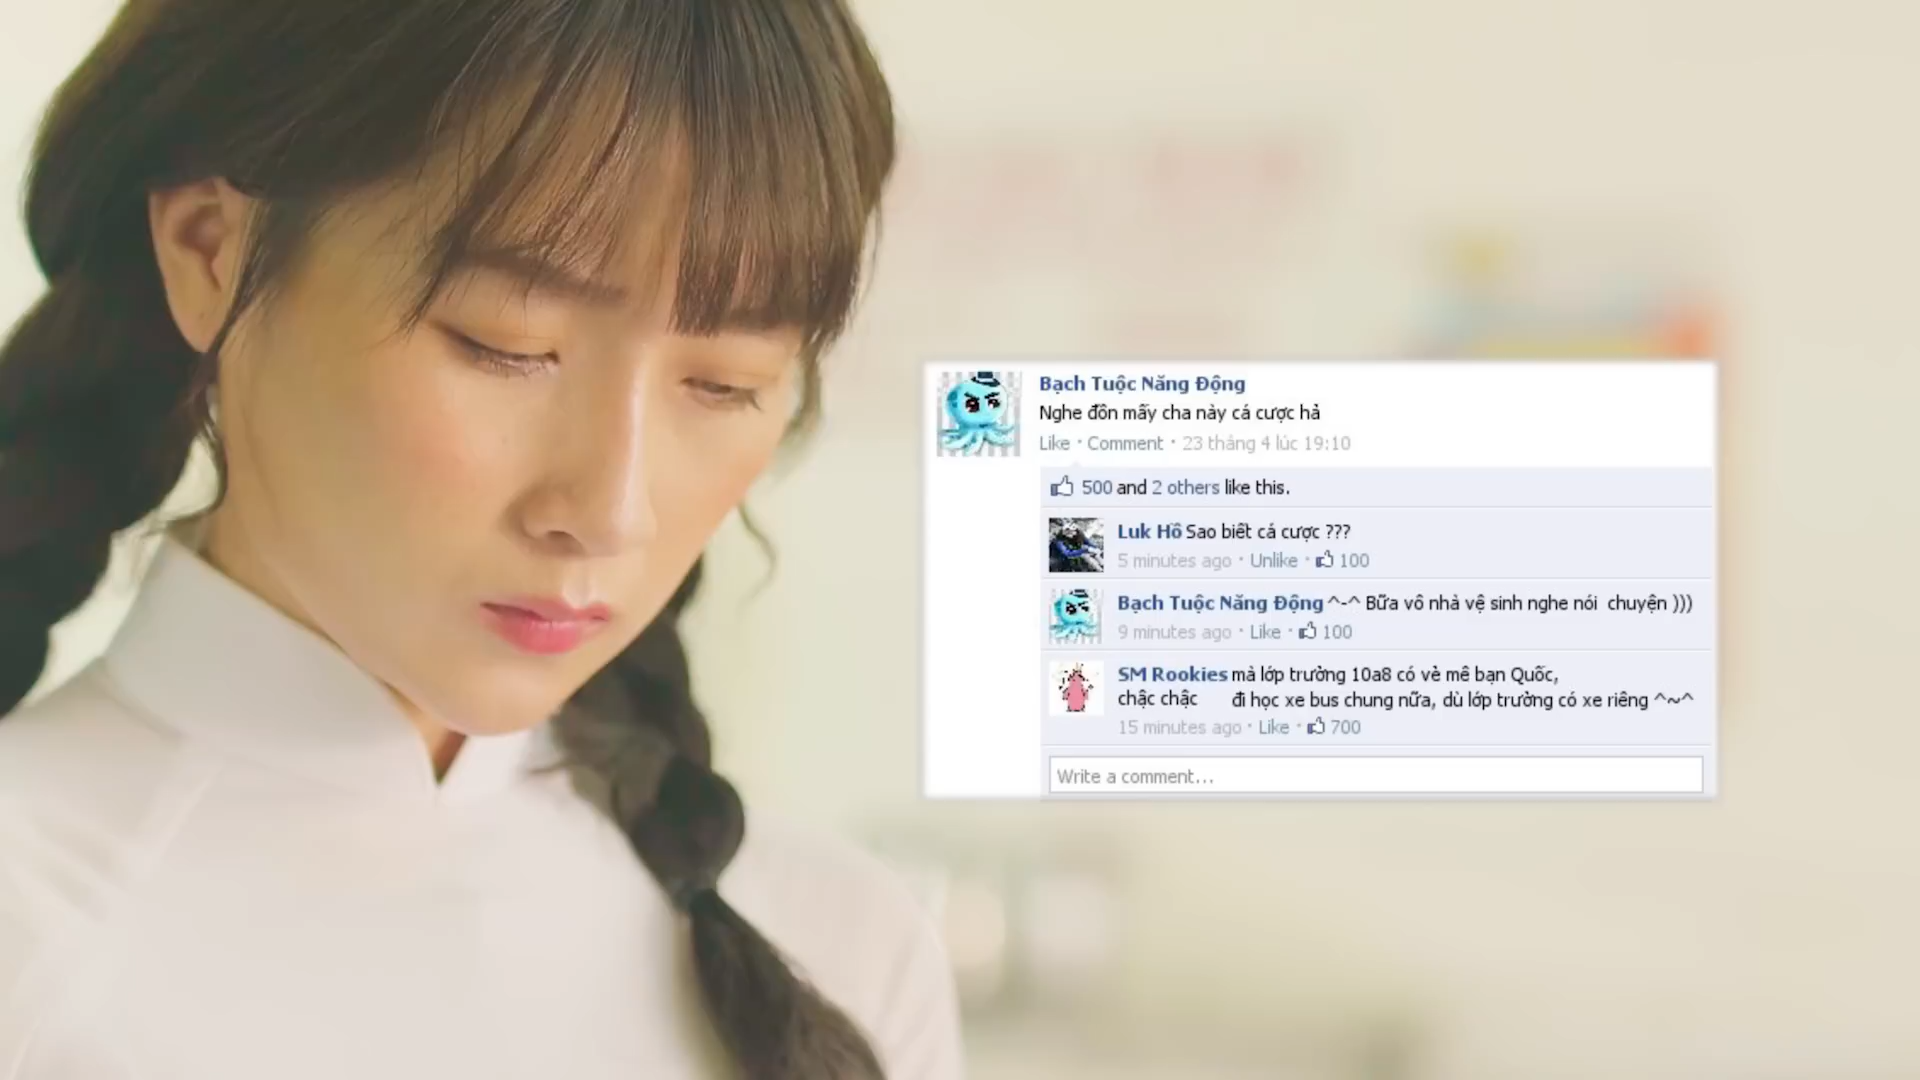 Bạch Tuộc Năng Động
Nghe đồn mấy cha này cá cược hả
Like · Comment · 23 tháng 4 lúc 19:10
500 and 2 others like this.
Luk Hồ Sao biết cá cược ???
5 minutes ago · Unlike · 100
Bạch Tuộc Năng Động ^-^ Bữa vô nhà vệ sinh nghe nói chuyện )))
9 minutes ago · Like · 100
SM Rookies mà lớp trường 10a8 có vẻ mê bạn Quốc,
chậc chậc đi học xe bus chung nữa, dù lớp trường có xe riêng ^~^
15 minutes ago · Like · 700
Write a comment...